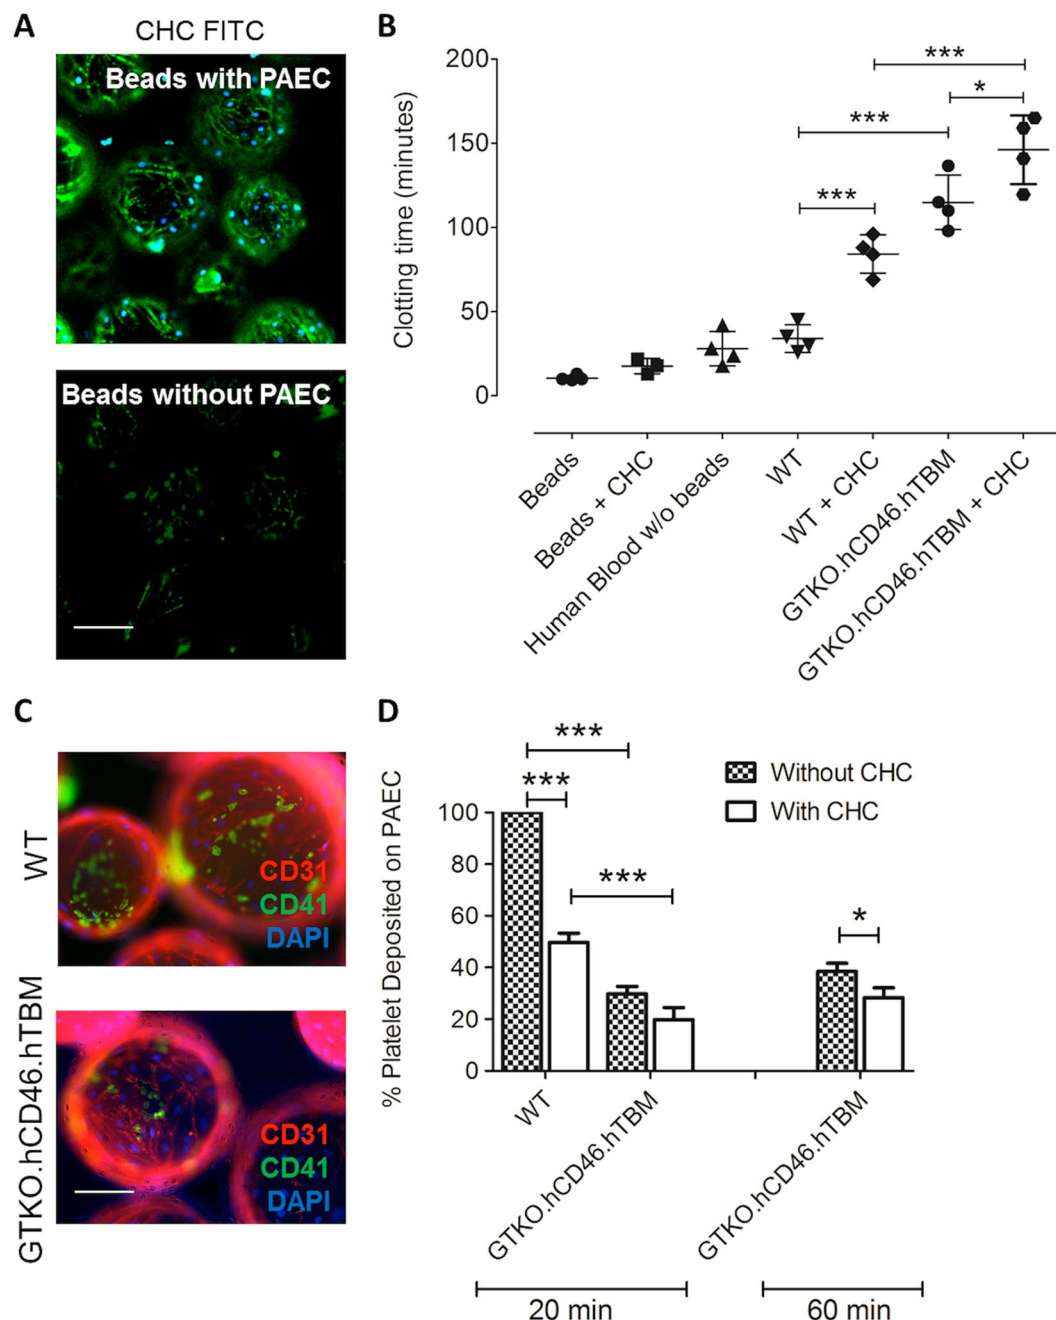 A
CHC FITC
Beads with PAEC
Beads without PAEC
B
Clotting time (minutes)
200
150
100
50
0
***
*
***
***
Beads
Beads + CHC
Human Blood w/o beads
WT
WT + CHC
GTKO.hCD46.hTBM
GTKO.hCD46.hTBM + CHC
C
WT
CD31
CD41
DAPI
GTKO.hCD46.hTBM
CD31
CD41
DAPI
D
% Platelet Deposited on PAEC
100
80
60
40
20
0
***
***
***
*
Without CHC
With CHC
WT
GTKO.hCD46.hTBM
GTKO.hCD46.hTBM
20 min
60 min